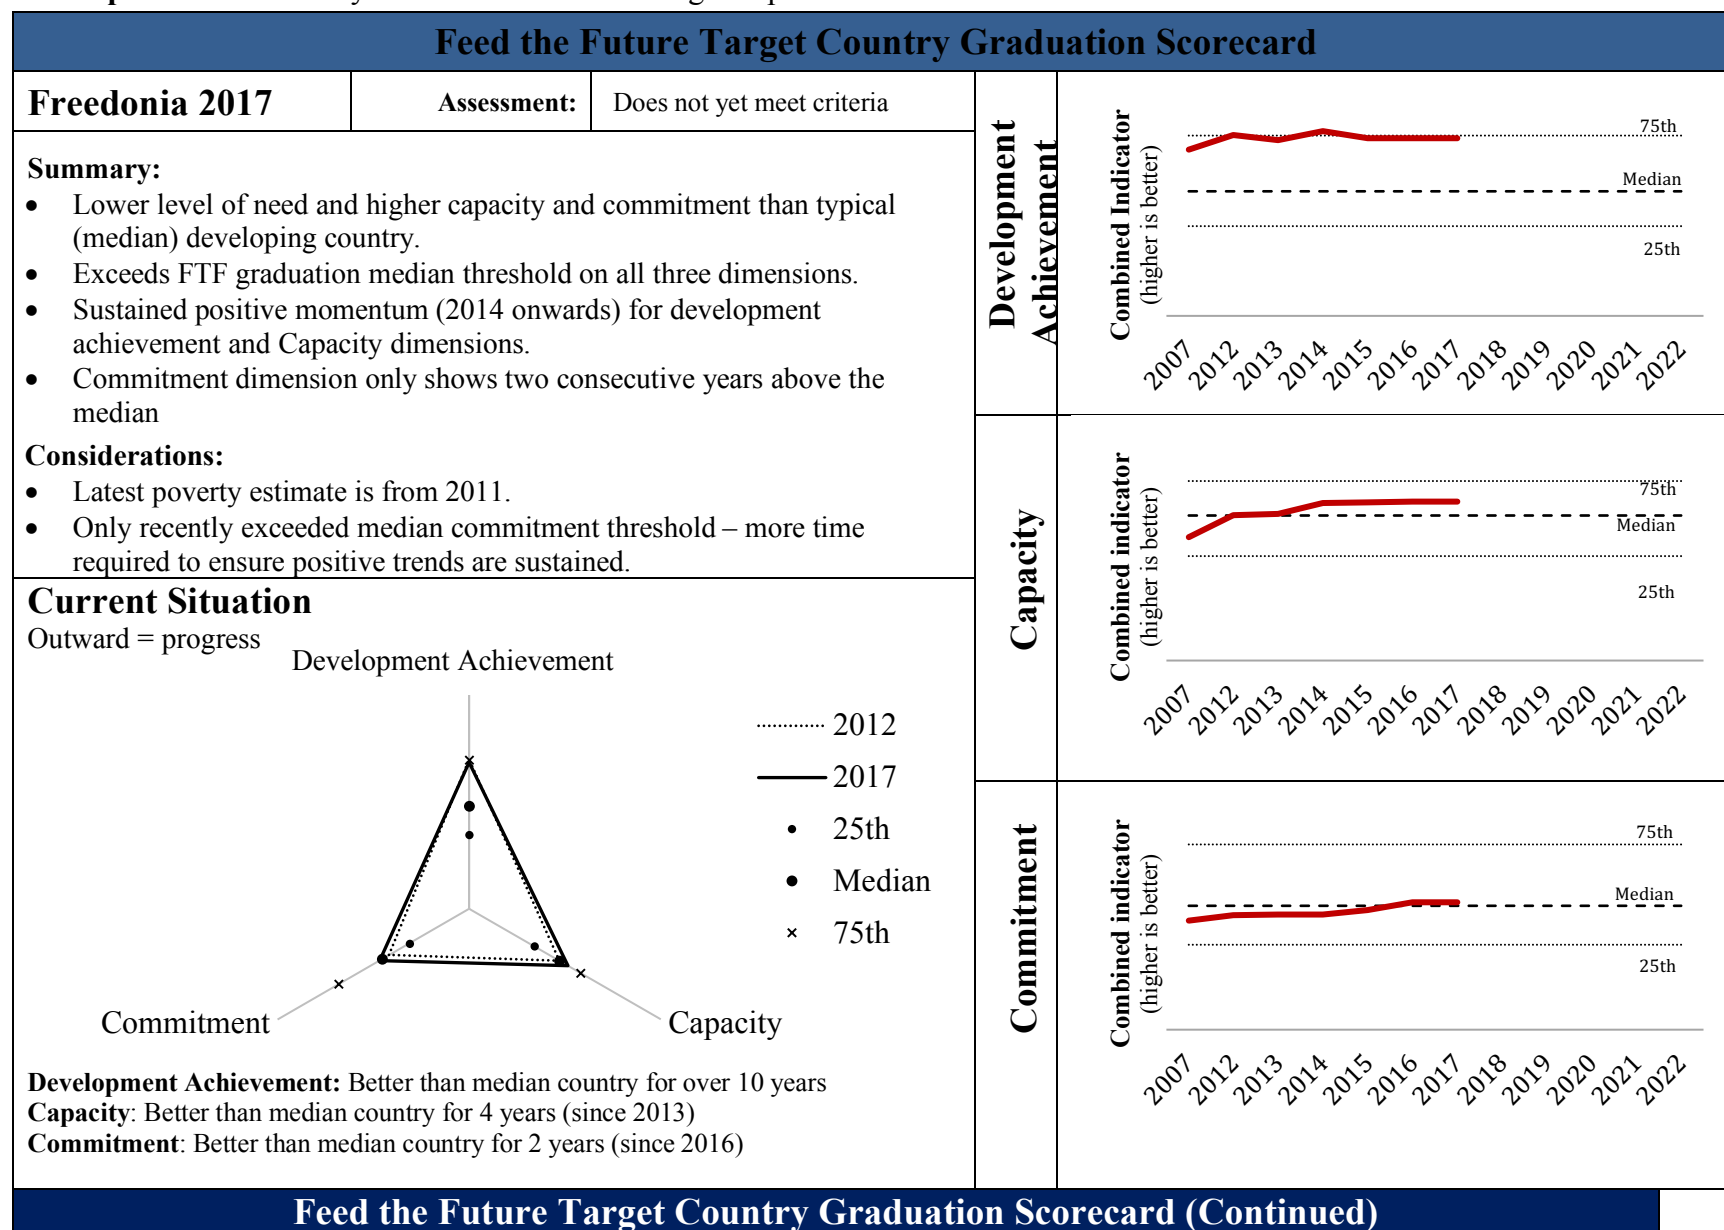 Feed the Future Target Country Graduation Scorecard
Freedonia 2017
Assessment:
Does not yet meet criteria
Summary:
• Lower level of need and higher capacity and commitment than typical
(median) developing country.
• Exceeds FTF graduation median threshold on all three dimensions.
• Sustained positive momentum (2014 onwards) for development
achievement and Capacity dimensions.
• Commitment dimension only shows two consecutive years above the
median
Considerations:
• Latest poverty estimate is from 2011.
• Only recently exceeded median commitment threshold – more time
required to ensure positive trends are sustained.
Current Situation
Outward = progress
Development Achievement
2012
2017
25th
Median
75th
Commitment
Capacity
Development Achievement: Better than median country for over 10 years
Capacity: Better than median country for 4 years (since 2013)
Commitment: Better than median country for 2 years (since 2016)
Development
Achievement
Combined Indicator
(higher is better)
75th
Median
25th
2007 2012 2013 2014 2015 2016 2017 2018 2019 2020 2021 2022
Capacity
Combined indicator
(higher is better)
75th
Median
25th
2007 2012 2013 2014 2015 2016 2017 2018 2019 2020 2021 2022
Commitment
Combined indicator
(higher is better)
75th
Median
25th
2007 2012 2013 2014 2015 2016 2017 2018 2019 2020 2021 2022
Feed the Future Target Country Graduation Scorecard (Continued)